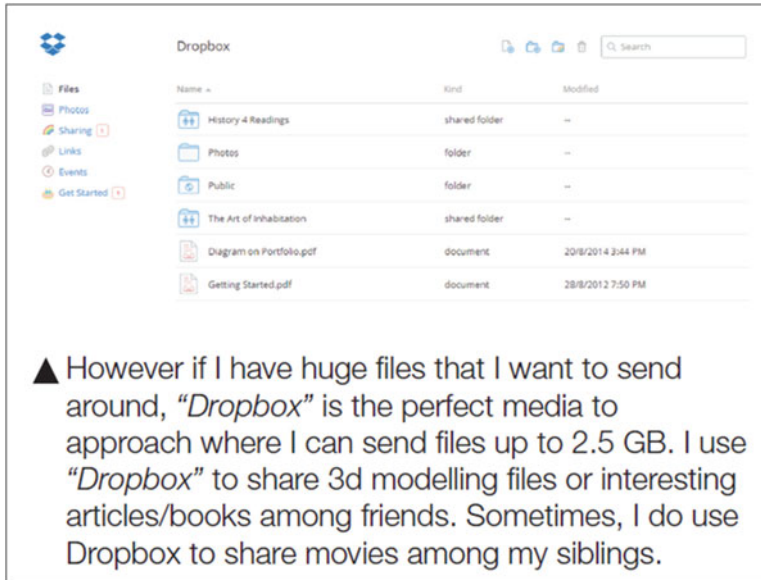 Dropbox
Search
Files
Photos
Sharing 1
Links
Events
Get Started
Name Kind Modified
History 4 Readings shared folder --
Photos folder --
Public folder --
The Art of Inhabitation shared folder --
Diagram on Portfolio.pdf document 20/8/2014 3:44 PM
Getting Started.pdf document 28/8/2012 7:50 PM
▲ However if I have huge files that I want to send
around, “Dropbox” is the perfect media to
approach where I can send files up to 2.5 GB. I use
“Dropbox” to share 3d modelling files or interesting
articles/books among friends. Sometimes, I do use
Dropbox to share movies among my siblings.